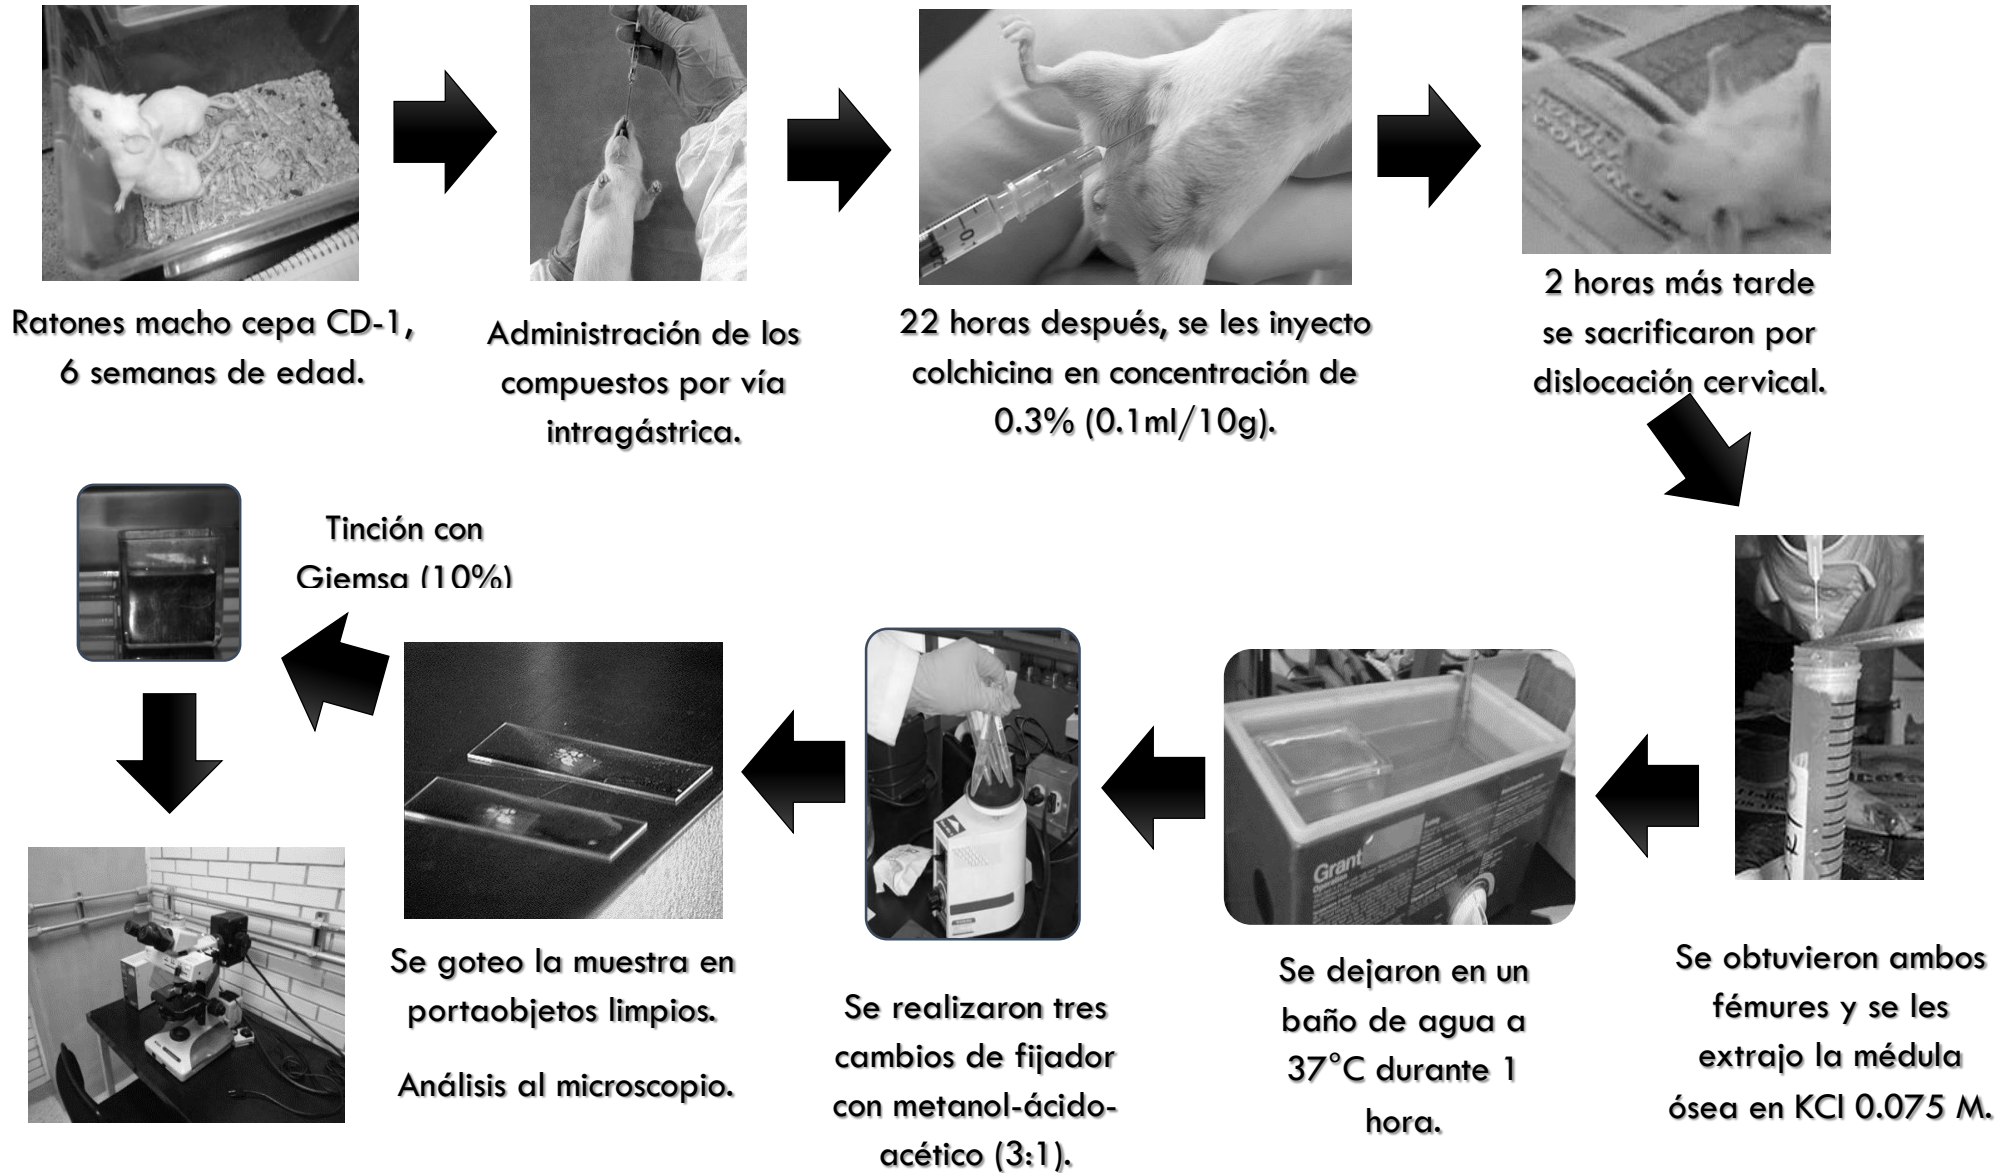 Ratones macho cepa CD-1,
6 semanas de edad.
Administración de los
compuestos por vía
intragástrica.
22 horas después, se les inyecto
colchicina en concentración de
0.3% (0.1ml/10g).
2 horas más tarde
se sacrificaron por
dislocación cervical.
Se obtuvieron ambos
fémures y se les
extrajo la médula
ósea en KCl 0.075 M.
Se dejaron en un
baño de agua a
37°C durante 1
hora.
Grant
Se realizaron tres
cambios de fijador
con metanol-ácido-
acético (3:1).
Se goteo la muestra en
portaobjetos limpios.
Tinción con
Giemsa (10%)
Análisis al microscopio.